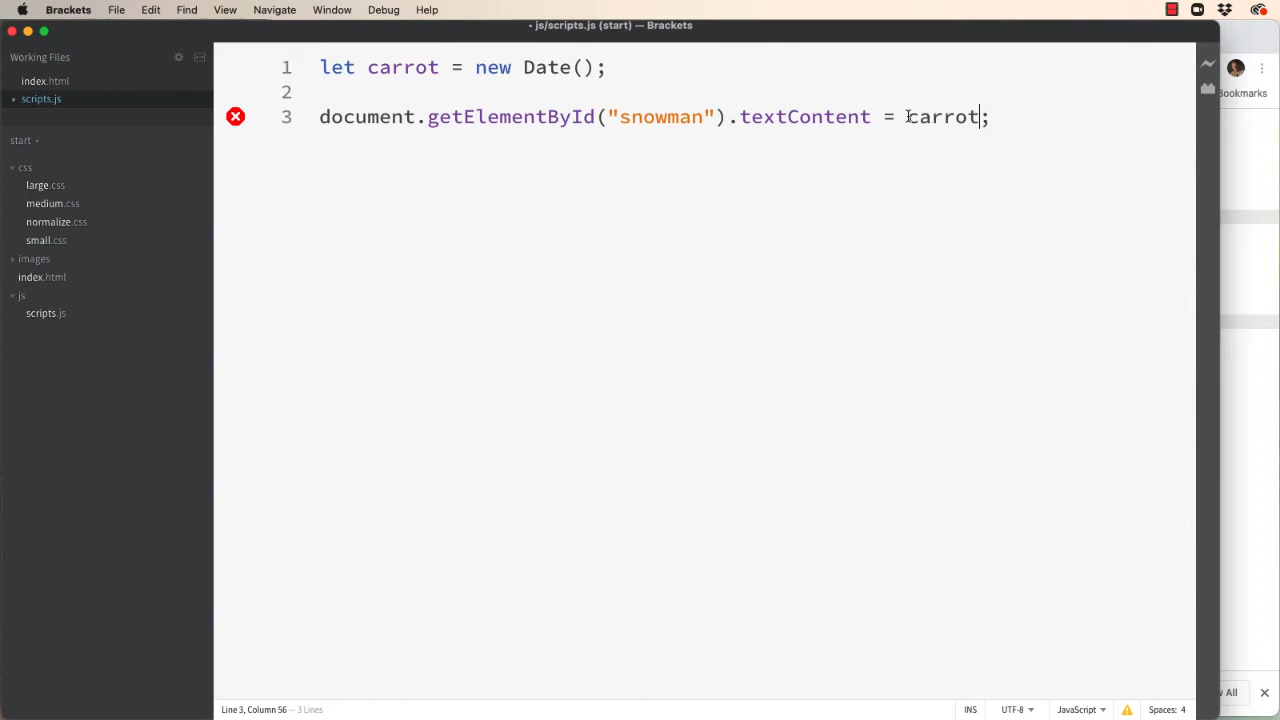 Brackets File Edit Find View Navigate Window Debug Help
• js/scripts.js (start) — Brackets
Working Files
index.html
• scripts.js
start
css
large.css
medium.css
normalize.css
small.css
images
index.html
js
scripts.js
1 let carrot = new Date();
2
3 document.getElementById("snowman").textContent = carrot;
Bookmarks
All
Line 3, Column 56 — 3 Lines
INS UTF-8 JavaScript Spaces: 4